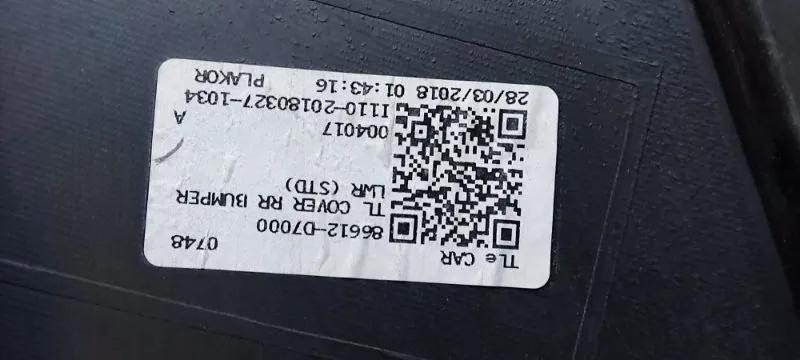 TLe CAR
0748
86612-D7000
TL COVER RR BUMPER
LWR (STD)
004017
A
I110-20180327-1034
28/03/2018 01:43:16
PLAKOR